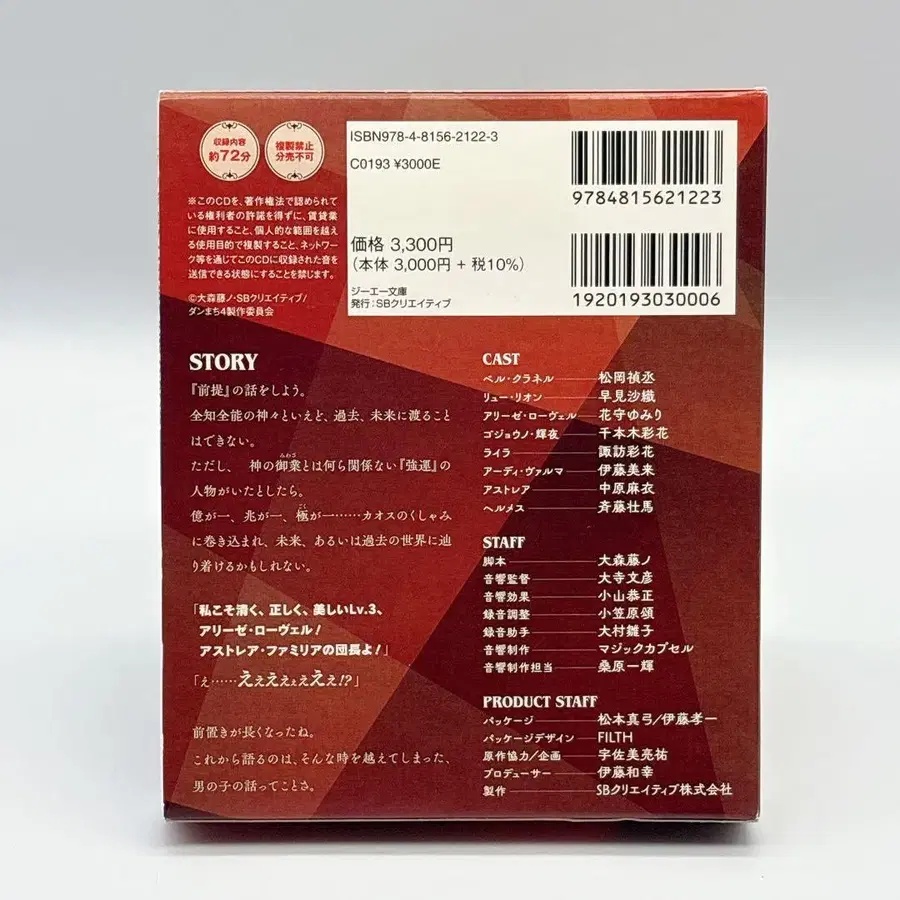 収録内容
約72分
複製禁止
分売不可
※このCDを、著作権法で認められて
いる権利者の許諾を得ずに、賃貸業
に使用すること、個人的な範囲を越え
る使用目的で複製すること、ネットワー
ク等を通じてこのCDに収録された音を
送信できる状態にすることを禁じます。
©大森藤ノ・SBクリエイティブ/
ダンまち4製作委員会
ISBN978-4-8156-2122-3
C0193 ¥3000E
価格 3,300円
(本体 3,000円 + 税10%)
ジーエー文庫
発行:SBクリエイティブ
9784815621223
1920193030006
STORY
『前提』の話をしよう。
全知全能の神々といえど、過去、未来に渡ること
はできない。
みわざ
ただし、 神の御業とは何ら関係ない『強運』の
人物がいたとしたら。
ごく
億が一、兆が一、極が一……カオスのくしゃみ
に巻き込まれ、未来、あるいは過去の世界に辿
り着けるかもしれない。
「私こそ清く、正しく、美しいLv.3、
アリーゼ・ローヴェル!
アストレア・ファミリアの団長よ!」
「え……えぇえぇぇえぇ!?」
前置きが長くなったね。
これから語るのは、そんな時を越えてしまった、
男の子の話ってことさ。
CAST
ベル・クラネル 松岡禎丞
リュー・リオン 早見沙織
アリーゼ・ローヴェル 花守ゆみり
ゴジョウノ・輝夜 千本木彩花
ライラ 諏訪彩花
アーディ・ヴァルマ 伊藤美来
アストレア 中原麻衣
ヘルメス 斉藤壮馬
STAFF
脚本 大森藤ノ
音響監督 大寺文彦
音響効果 小山恭正
録音調整 小笠原頌
録音助手 大村雛子
音響制作 マジックカプセル
音響制作担当 桑原一輝
PRODUCT STAFF
パッケージ 松本真弓/伊藤孝一
パッケージデザイン FILTH
原作協力/企画 宇佐美亮祐
プロデューサー 伊藤和幸
製作 SBクリエイティブ株式会社